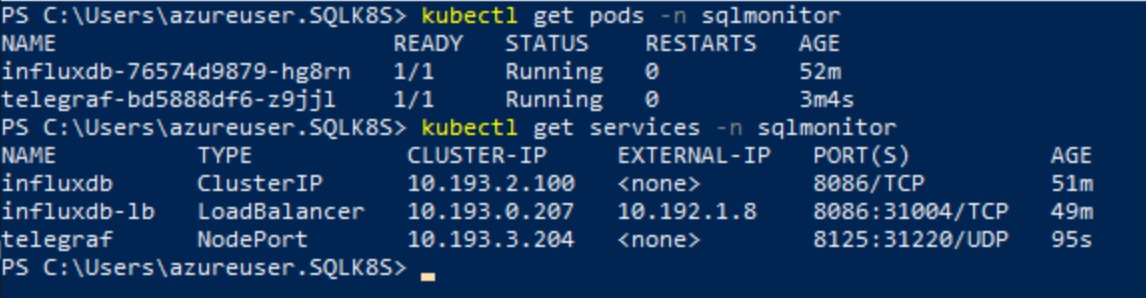 PS C:\Users\azureuser.SQLK8S> kubectl get pods -n sqlmonitor
NAME READY STATUS RESTARTS AGE
influxdb-76574d9879-hg8rn 1/1 Running 0 52m
telegraf-bd5888df6-z9jjl 1/1 Running 0 3m4s
PS C:\Users\azureuser.SQLK8S> kubectl get services -n sqlmonitor
NAME TYPE CLUSTER-IP EXTERNAL-IP PORT(S) AGE
influxdb ClusterIP 10.193.2.100 <none> 8086/TCP 51m
influxdb-lb LoadBalancer 10.193.0.207 10.192.1.8 8086:31004/TCP 49m
telegraf NodePort 10.193.3.204 <none> 8125:31220/UDP 95s
PS C:\Users\azureuser.SQLK8S>